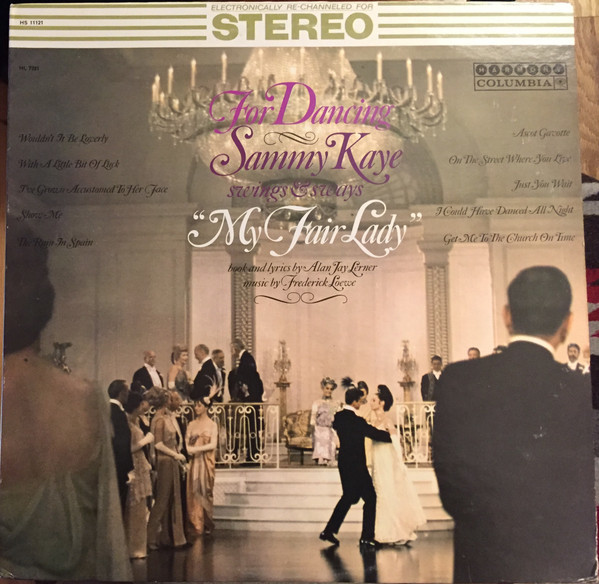 ELECTRONICALLY RE-CHANNELED FOR
STEREO
HS 11121
HL 7321
HARMONY
COLUMBIA
For Dancing
Sammy Kaye
swings & sways
"My Fair Lady"
book and lyrics by Alan Jay Lerner
music by Frederick Loewe
Wouldn't It Be Loverly
With A Little Bit Of Luck
I've Grown Accustomed To Her Face
Show Me
The Rain In Spain
Ascot Gavotte
On The Street Where You Live
Just You Wait
I Could Have Danced All Night
Get Me To The Church On Time